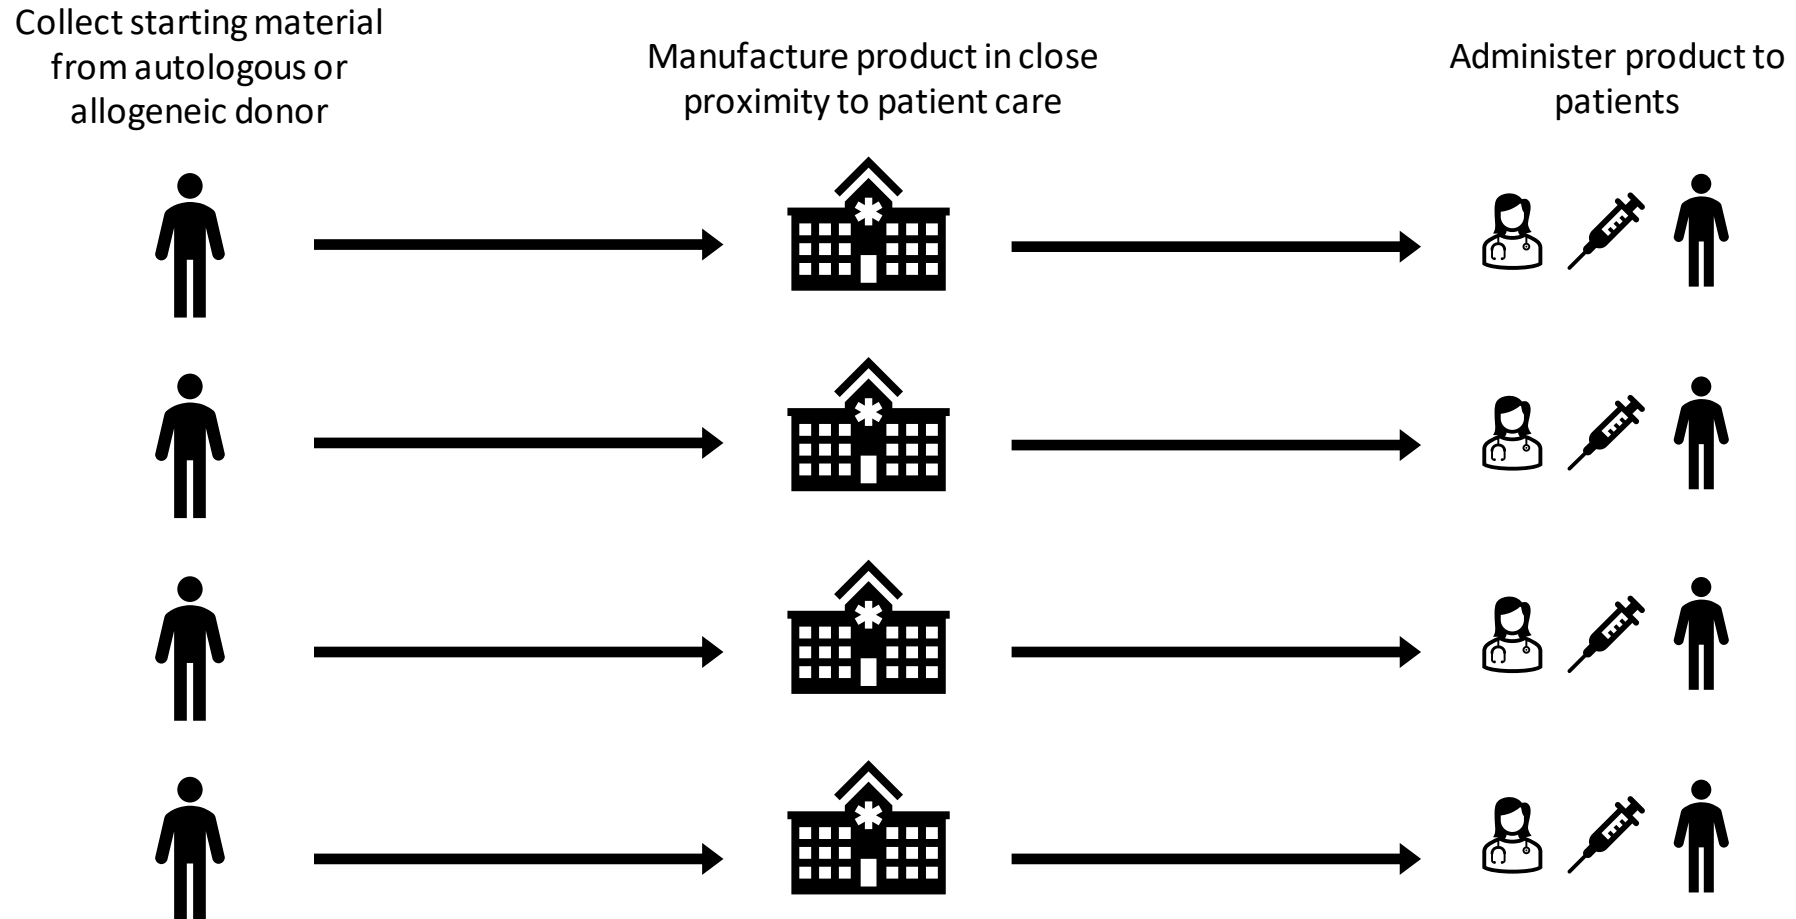 Collect starting material
from autologous or
allogeneic donor
Manufacture product in close
proximity to patient care
Administer product to
patients